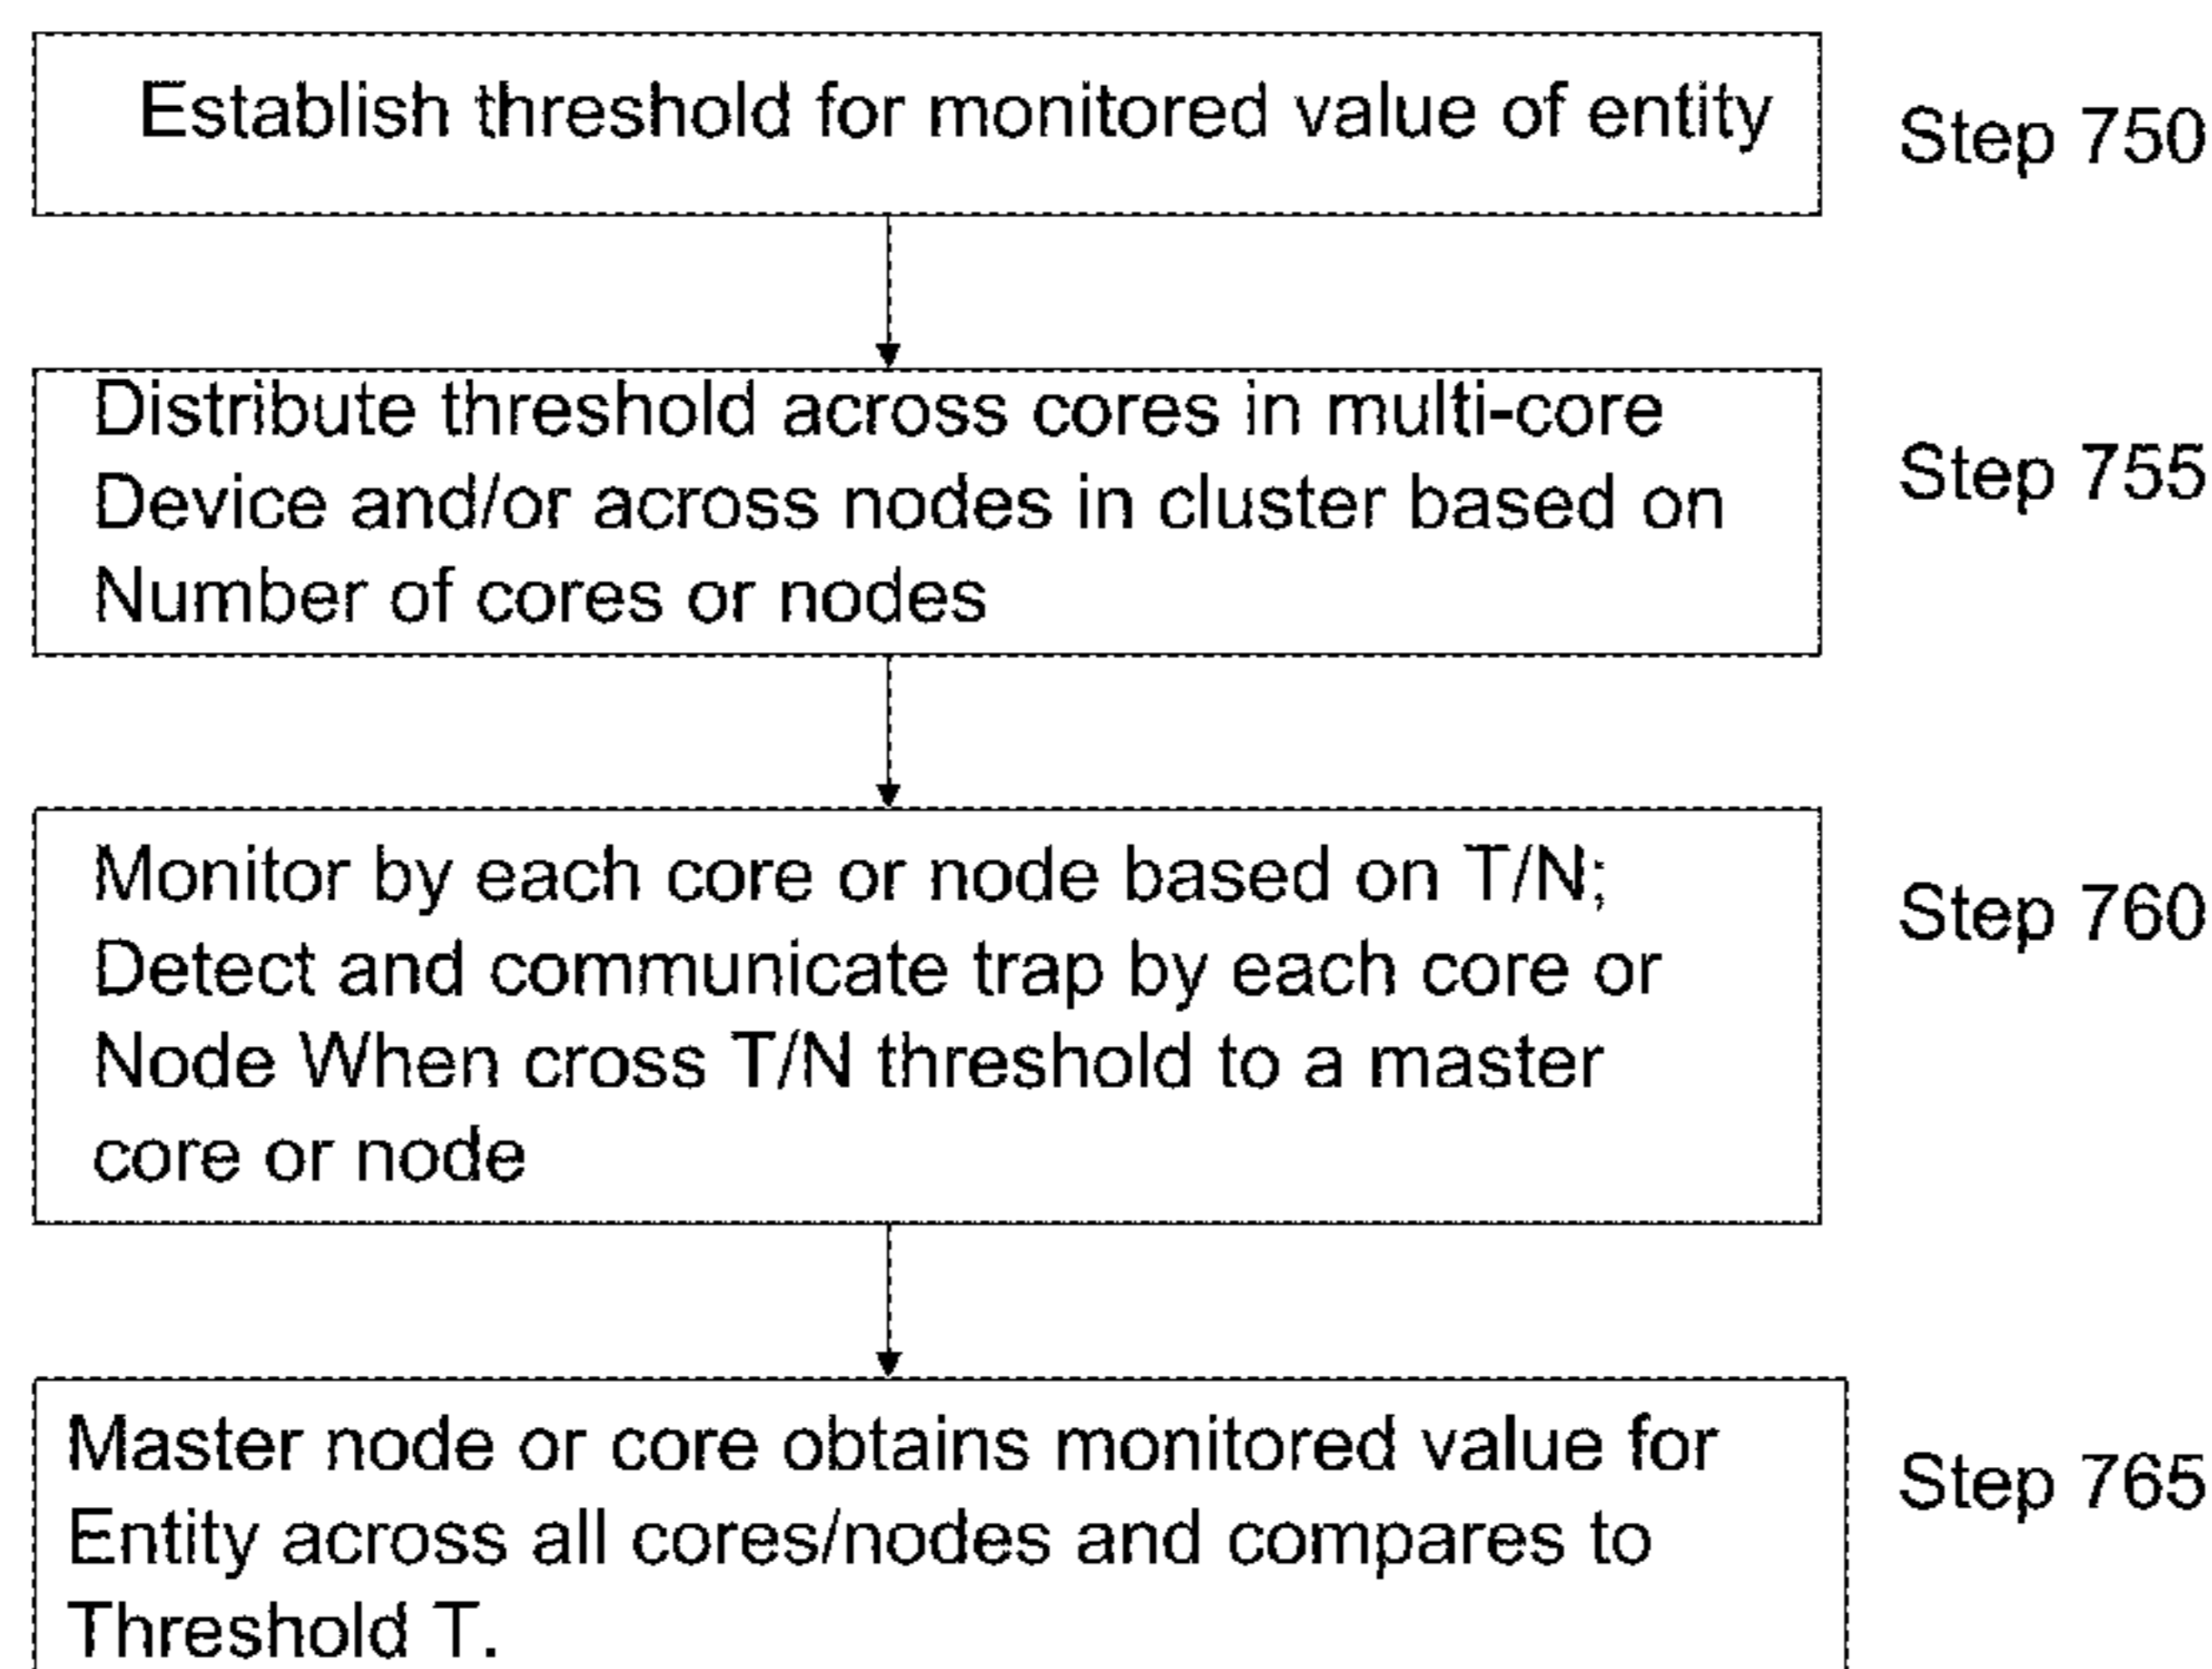 Establish threshold for monitored value of entity
Step 750
Distribute threshold across cores in multi-core
Device and/or across nodes in cluster based on
Number of cores or nodes
Step 755
Monitor by each core or node based on T/N;
Detect and communicate trap by each core or
Node When cross T/N threshold to a master
core or node
Step 760
Master node or core obtains monitored value for
Entity across all cores/nodes and compares to
Threshold T.
Step 765